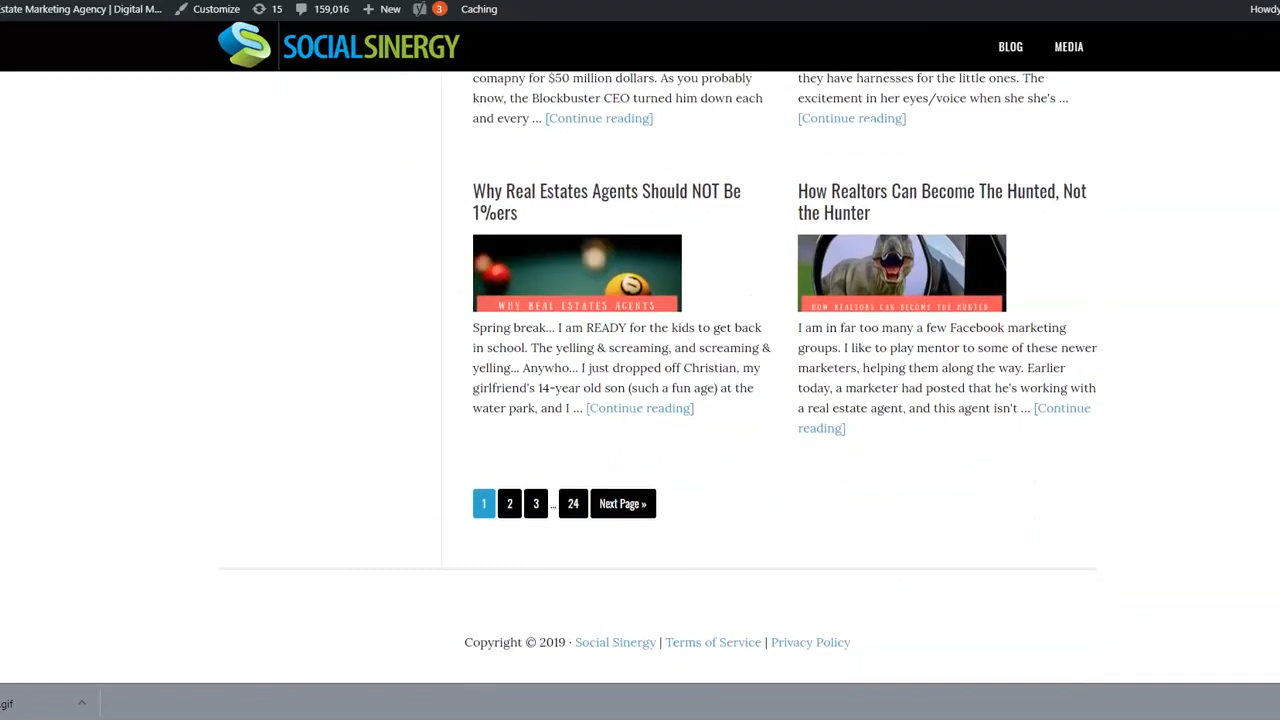 state Marketing Agency | Digital M... Customize 15 159,016 New 3 Caching Howdy
SOCIALSINERGY BLOG MEDIA
comapny for $50 million dollars. As you probably
know, the Blockbuster CEO turned him down each
and every ... [Continue reading]
they have harnesses for the little ones. The
excitement in her eyes/voice when she she's ...
[Continue reading]
Why Real Estates Agents Should NOT Be
1%ers
WHY REAL ESTATES AGENTS
Spring break... I am READY for the kids to get back
in school. The yelling & screaming, and screaming &
yelling... Anywho... I just dropped off Christian, my
girlfriend's 14-year old son (such a fun age) at the
water park, and I ... [Continue reading]
How Realtors Can Become The Hunted, Not
the Hunter
HOW REALTORS CAN BECOME THE HUNTED
I am in far too many a few Facebook marketing
groups. I like to play mentor to some of these newer
marketers, helping them along the way. Earlier
today, a marketer had posted that he's working with
a real estate agent, and this agent isn't ... [Continue
reading]
1 2 3 ... 24 Next Page »
Copyright © 2019 · Social Sinergy | Terms of Service | Privacy Policy
gif